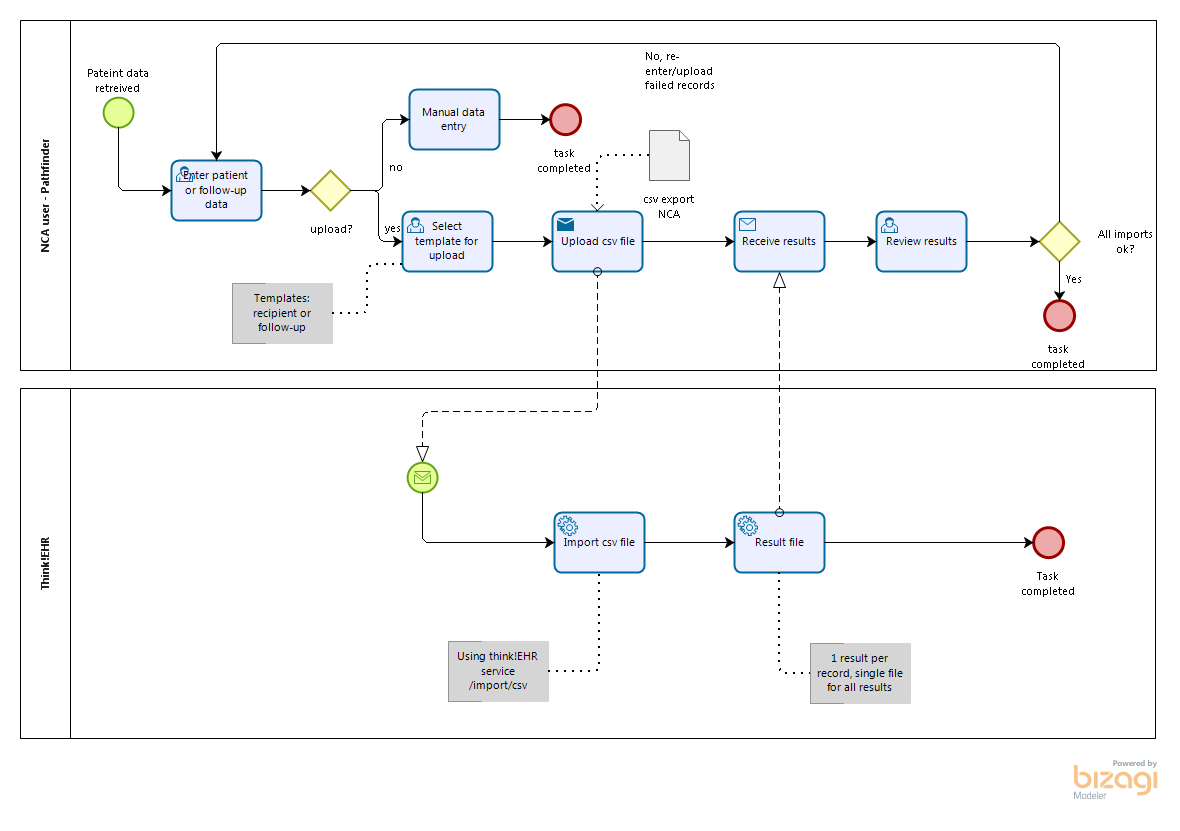 NCA user - Pathfinder
No, re-
enter/upload
failed records
Pateint data
retreived
Manual data
entry
task
completed
no
Enter patient
or follow-up
data
upload?
yes
csv export
NCA
Select
template for
upload
Upload csv file
Receive results
Review results
All imports
ok?
Yes
Templates:
recipient or
follow-up
task
completed
Think!EHR
Import csv file
Result file
Task
completed
Using think!EHR
service
/import/csv
1 result per
record, single file
for all results
Powered by
bizagi
Modeler